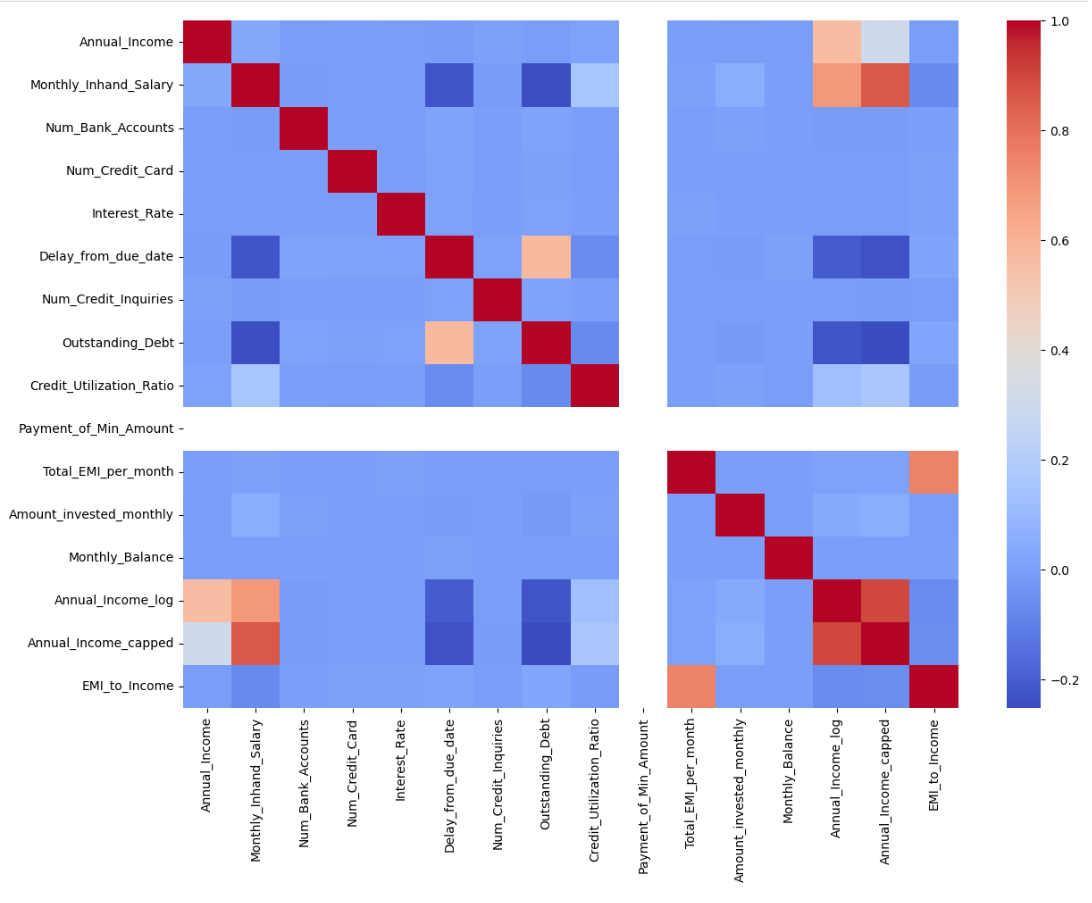 Annual_Income
Monthly_Inhand_Salary
Num_Bank_Accounts
Num_Credit_Card
Interest_Rate
Delay_from_due_date
Num_Credit_Inquiries
Outstanding_Debt
Credit_Utilization_Ratio
Payment_of_Min_Amount
Total_EMI_per_month
Amount_invested_monthly
Monthly_Balance
Annual_Income_log
Annual_Income_capped
EMI_to_Income
Annual_Income
Monthly_Inhand_Salary
Num_Bank_Accounts
Num_Credit_Card
Interest_Rate
Delay_from_due_date
Num_Credit_Inquiries
Outstanding_Debt
Credit_Utilization_Ratio
Payment_of_Min_Amount
Total_EMI_per_month
Amount_invested_monthly
Monthly_Balance
Annual_Income_log
Annual_Income_capped
EMI_to_Income
1.0
0.8
0.6
0.4
0.2
0.0
−0.2